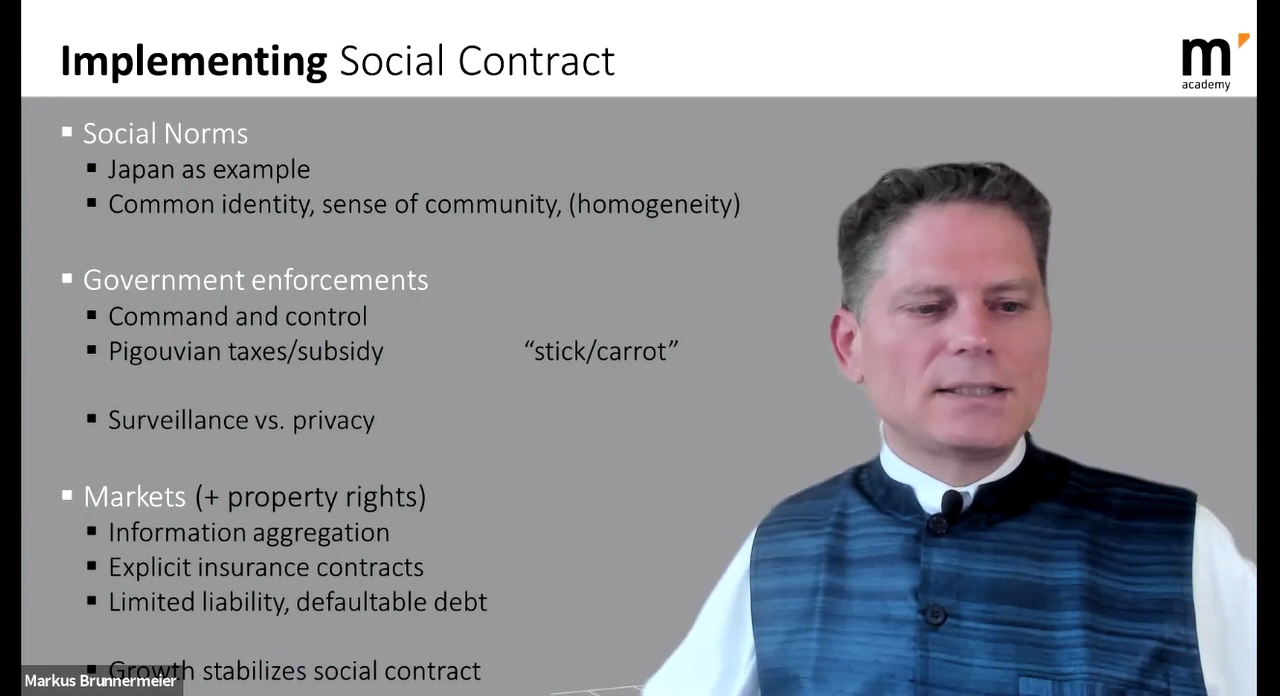 Implementing Social Contract
m'
academy
Social Norms
Japan as example
Common identity, sense of community, (homogeneity)
Government enforcements
Command and control
Pigouvian taxes/subsidy “stick/carrot”
Surveillance vs. privacy
Markets (+ property rights)
Information aggregation
Explicit insurance contracts
Limited liability, defaultable debt
Growth stabilizes social contract
Markus Brunnermeier